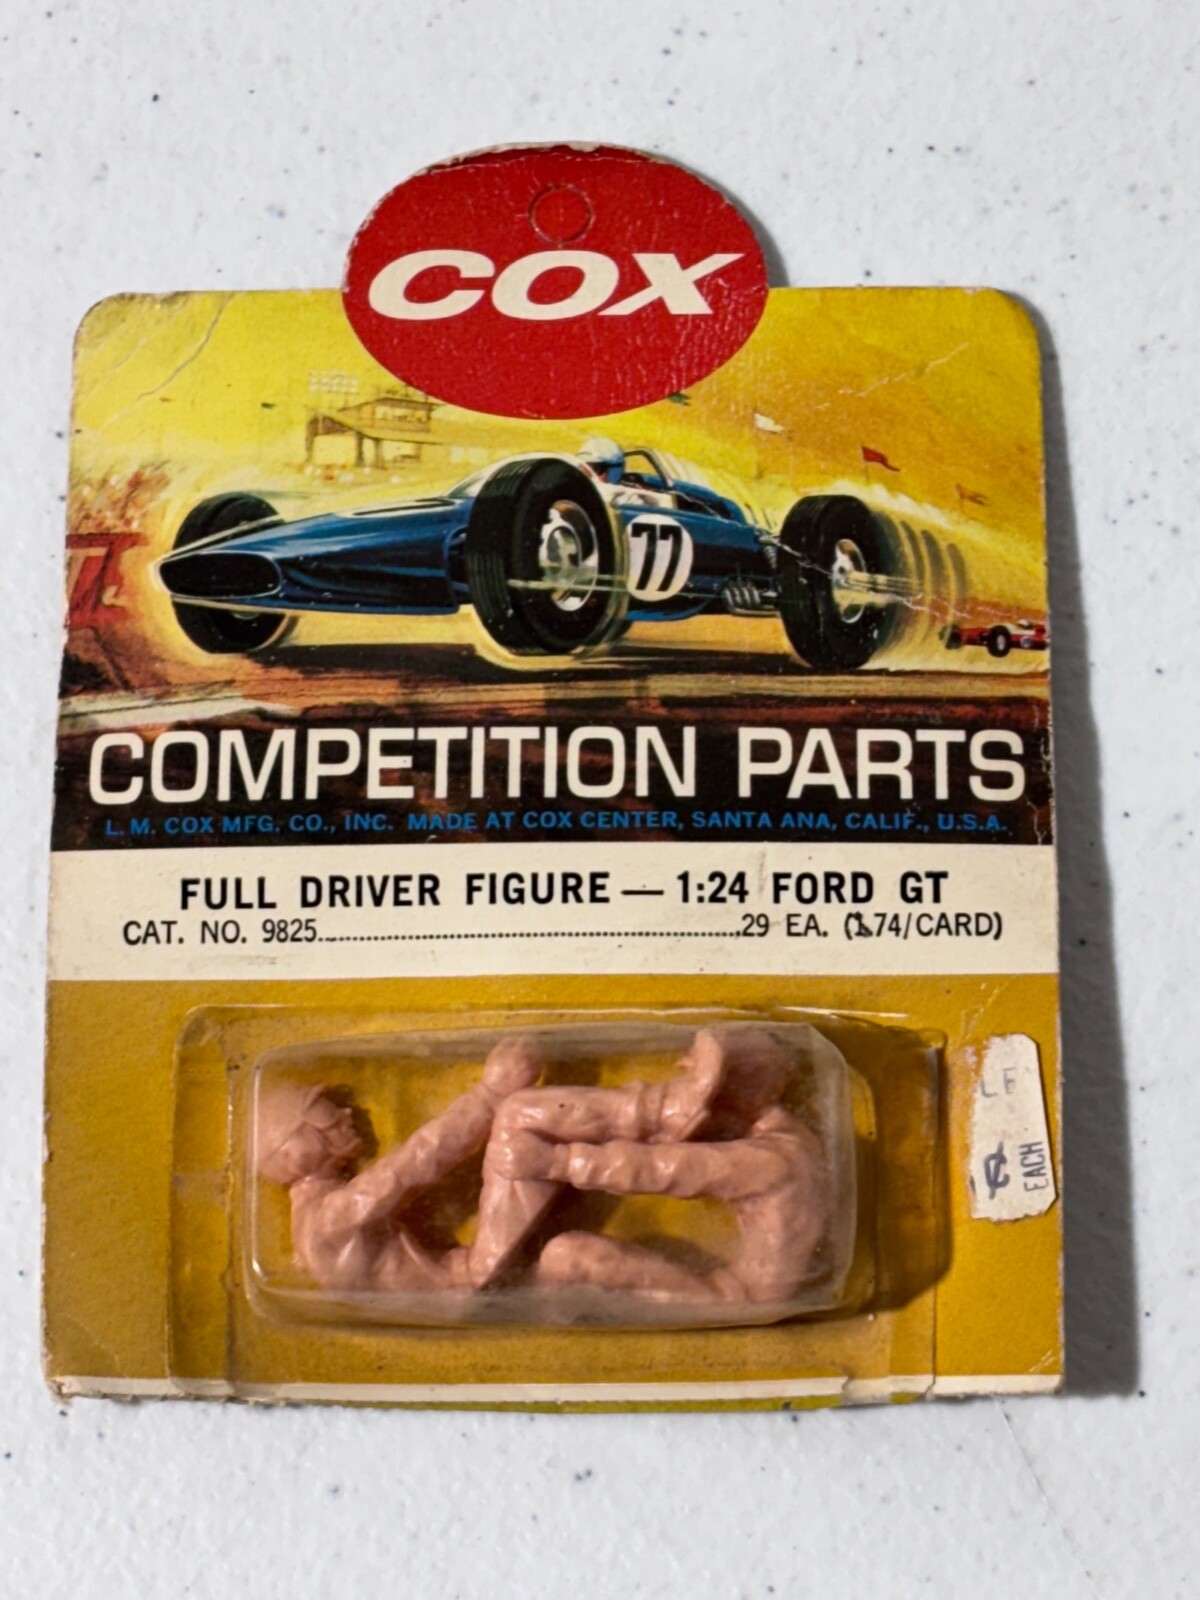 COX
77
COMPETITION PARTS
L. M. COX MFG. CO., INC. MADE AT COX CENTER, SANTA ANA, CALIF., U.S.A.
FULL DRIVER FIGURE — 1:24 FORD GT
CAT. NO. 9825..........................................................29 EA. (1.74/CARD)
¢ EACH